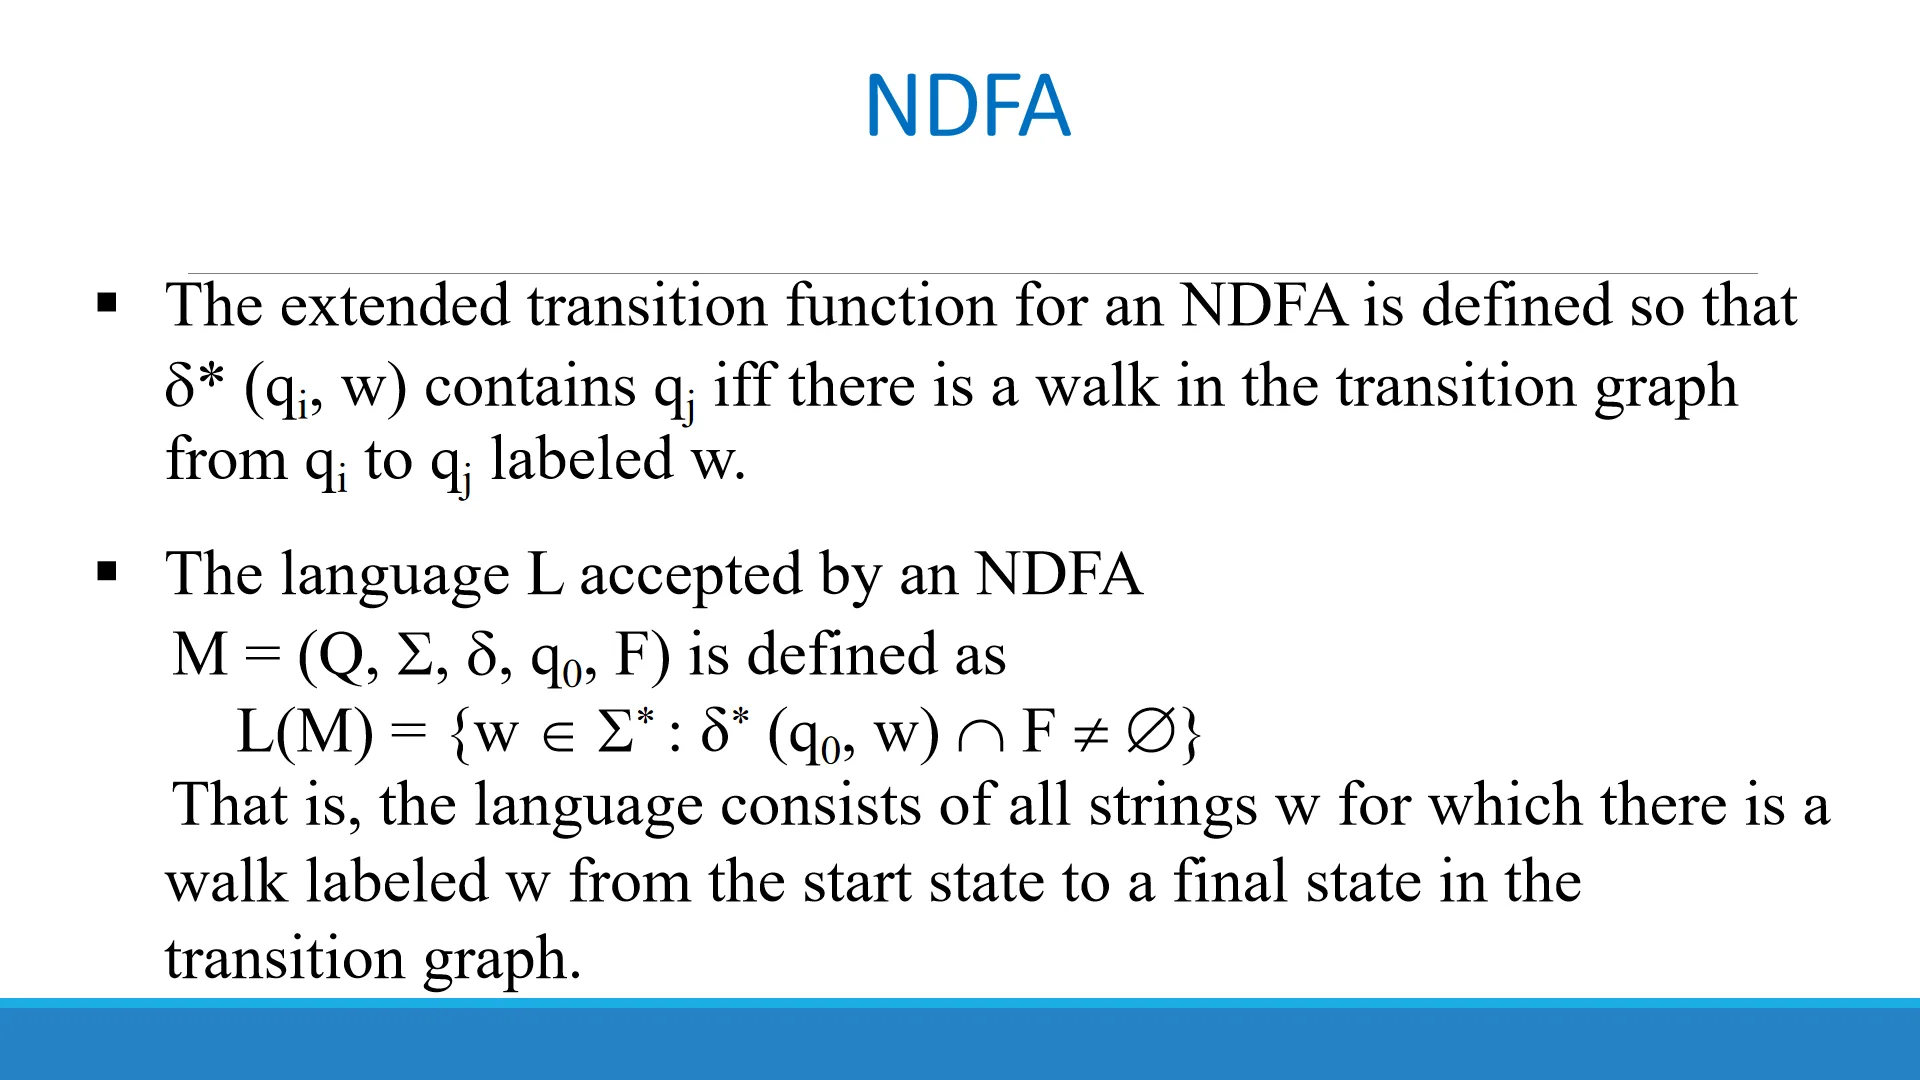 NDFA
▪ The extended transition function for an NDFA is defined so that
δ* (qᵢ, w) contains qⱼ iff there is a walk in the transition graph
from qᵢ to qⱼ labeled w.
▪ The language L accepted by an NDFA
M = (Q, Σ, δ, q₀, F) is defined as
L(M) = {w ∈ Σ* : δ* (q₀, w) ∩ F ≠ ∅}
That is, the language consists of all strings w for which there is a
walk labeled w from the start state to a final state in the
transition graph.